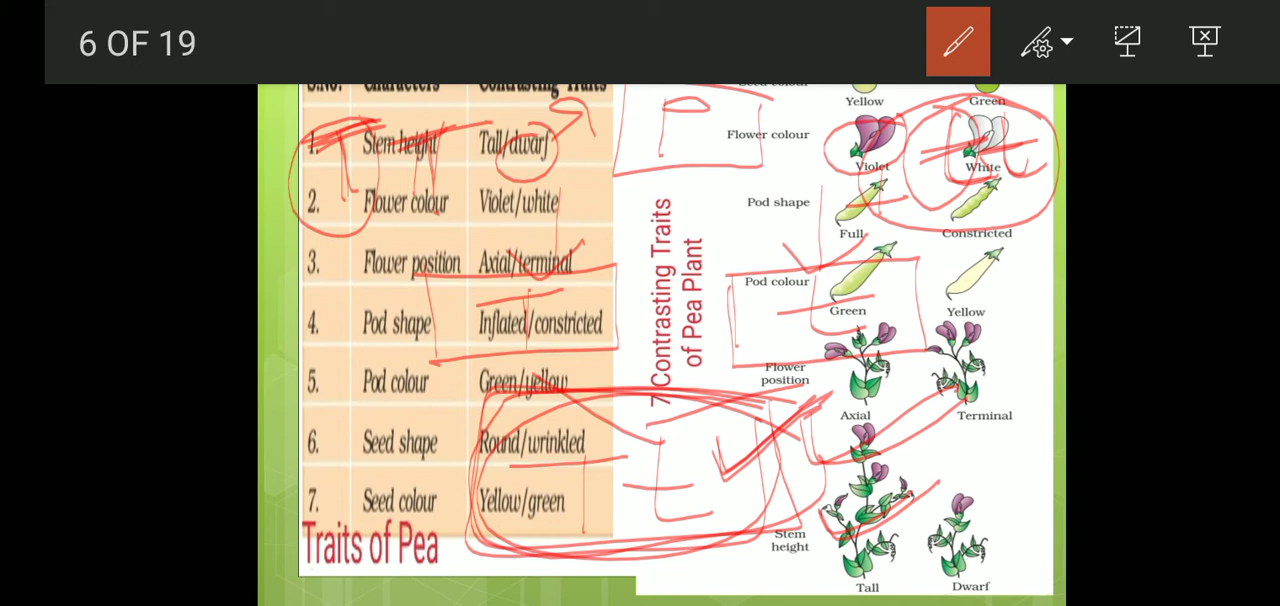 6 OF 19
S.No. Characters Contrasting Traits
1. Stem height Tall/dwarf
2. Flower colour Violet/white
3. Flower position Axial/terminal
4. Pod shape Inflated/constricted
5. Pod colour Green/yellow
6. Seed shape Round/wrinkled
7. Seed colour Yellow/green
Traits of Pea
7 Contrasting Traits
of Pea Plant
Seed colour
Yellow Green
Flower colour
Violet White
Pod shape
Full Constricted
Pod colour
Green Yellow
Flower
position
Axial Terminal
Stem
height
Tall Dwarf